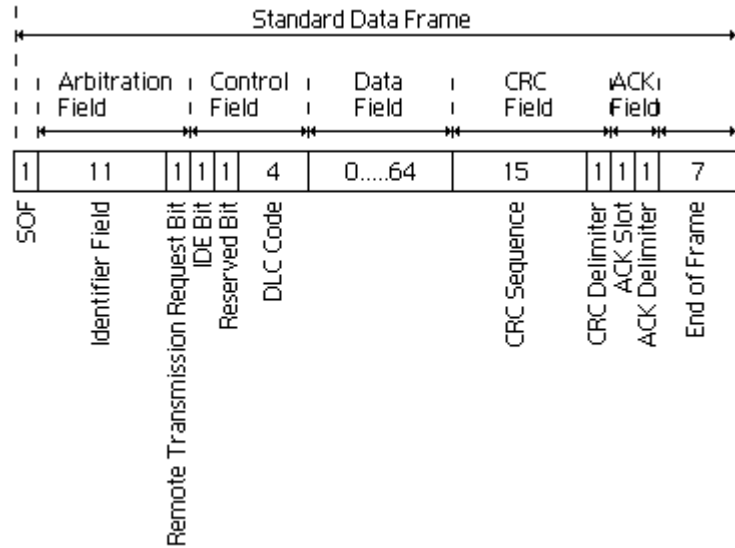 Standard Data Frame
Arbitration Field
Control Field
Data Field
CRC Field
ACK Field
1 11 1 1 1 4 0.....64 15 1 1 1 7
SOF
Identifier Field
Remote Transmission Request Bit
IDE Bit
Reserved Bit
DLC Code
CRC Sequence
CRC Delimiter
ACK Slot
ACK Delimiter
End of Frame